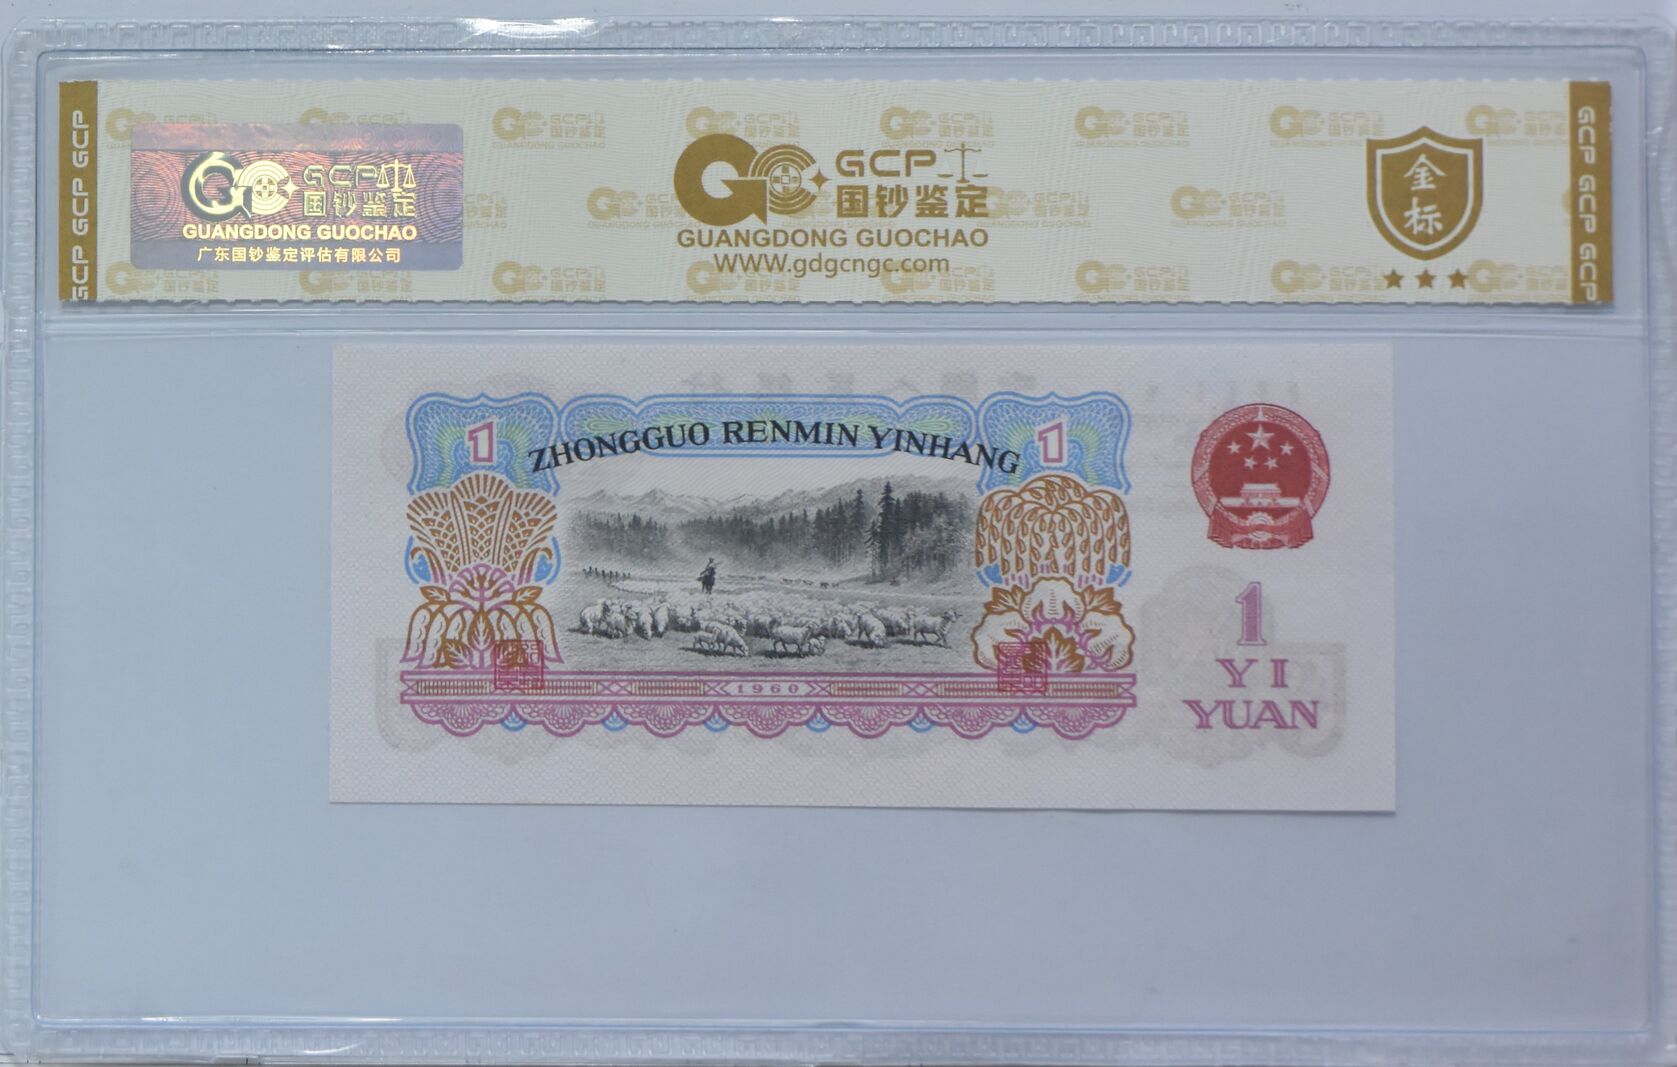 GCP GCP GCP
GCP
国钞鉴定
GUANGDONG GUOCHAO
广东国钞鉴定评估有限公司
GCP
国钞鉴定
GUANGDONG GUOCHAO
WWW.gdgcngc.com
金
标
GCP GCP GCP
1
ZHONGGUO RENMIN YINHANG
1
1960
1
YI
YUAN